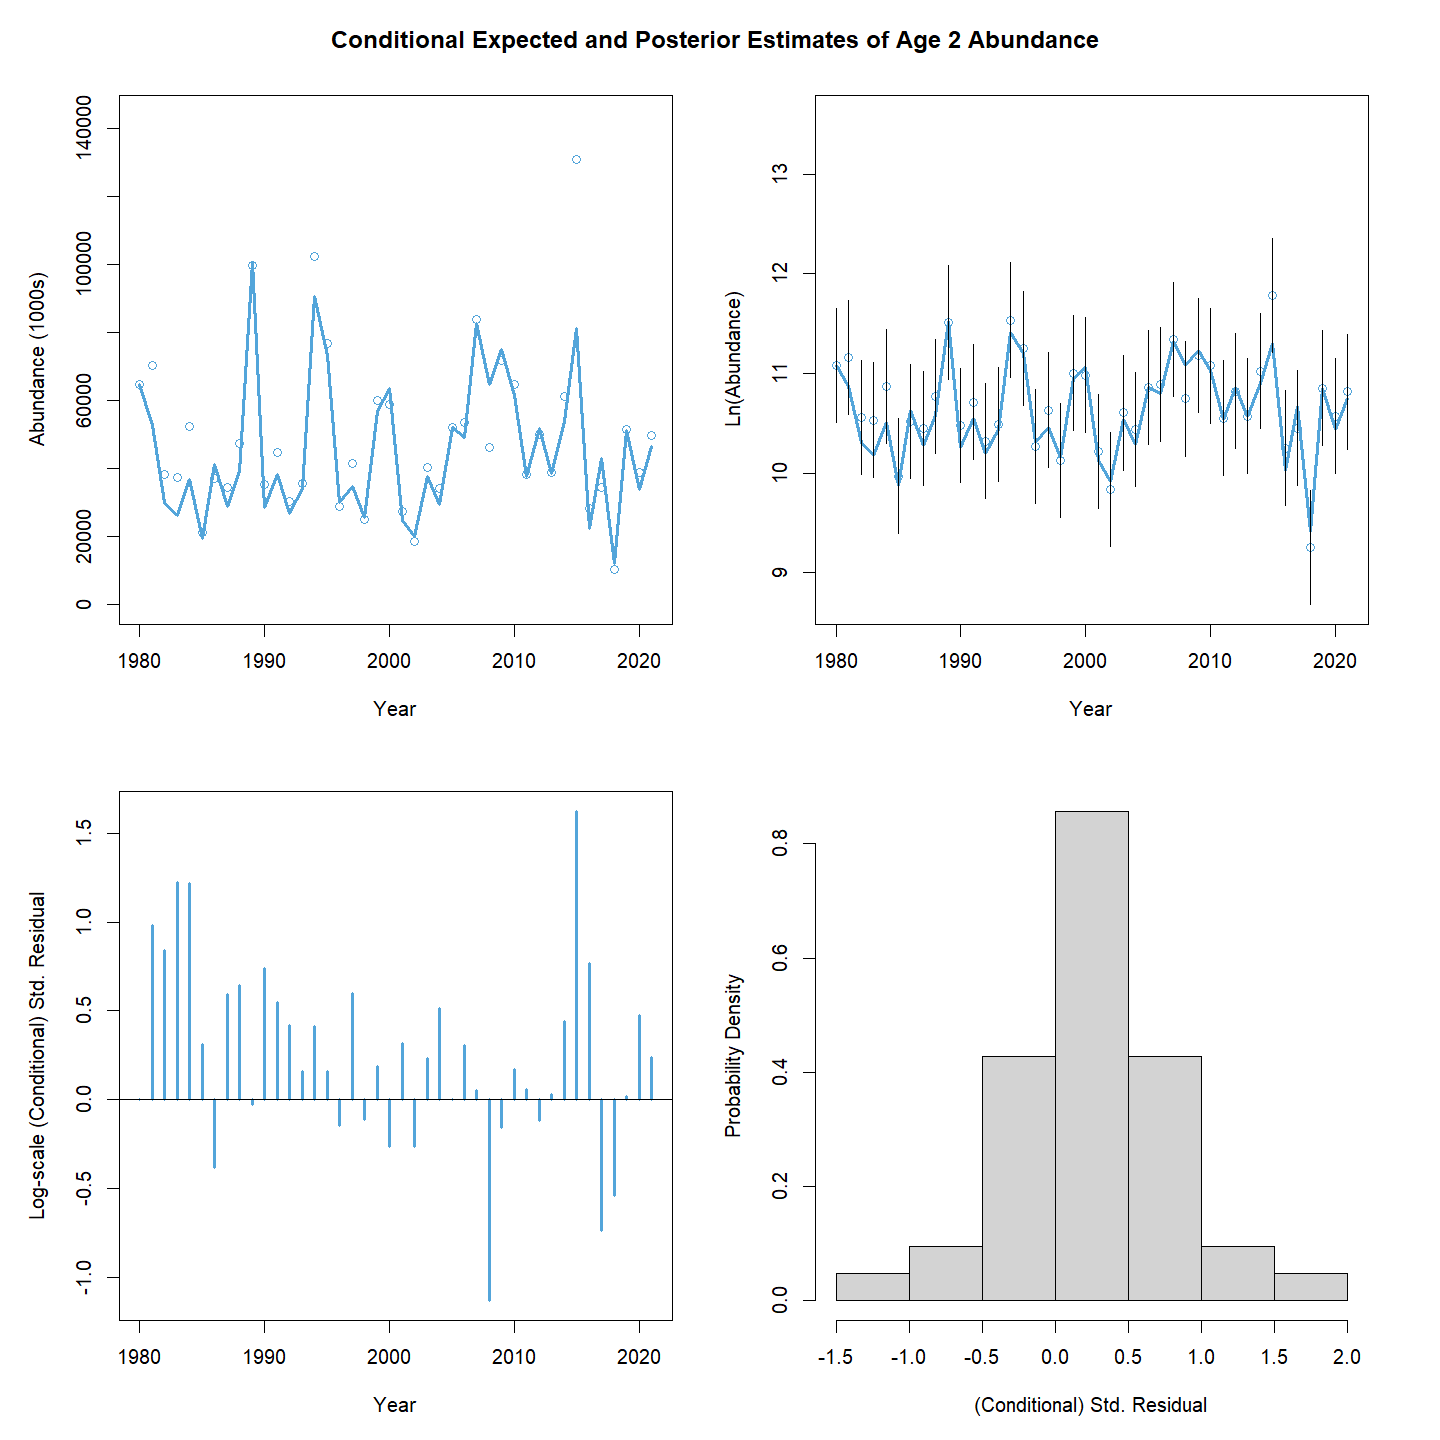 Conditional Expected and Posterior Estimates of Age 2 Abundance
Abundance (1000s)
0 20000 60000 100000 140000
1980 1990 2000 2010 2020
Year
Ln(Abundance)
9 10 11 12 13
1980 1990 2000 2010 2020
Year
Log-scale (Conditional) Std. Residual
-1.0 -0.5 0.0 0.5 1.0 1.5
1980 1990 2000 2010 2020
Year
Probability Density
0.0 0.2 0.4 0.6 0.8
-1.5 -1.0 -0.5 0.0 0.5 1.0 1.5 2.0
(Conditional) Std. Residual